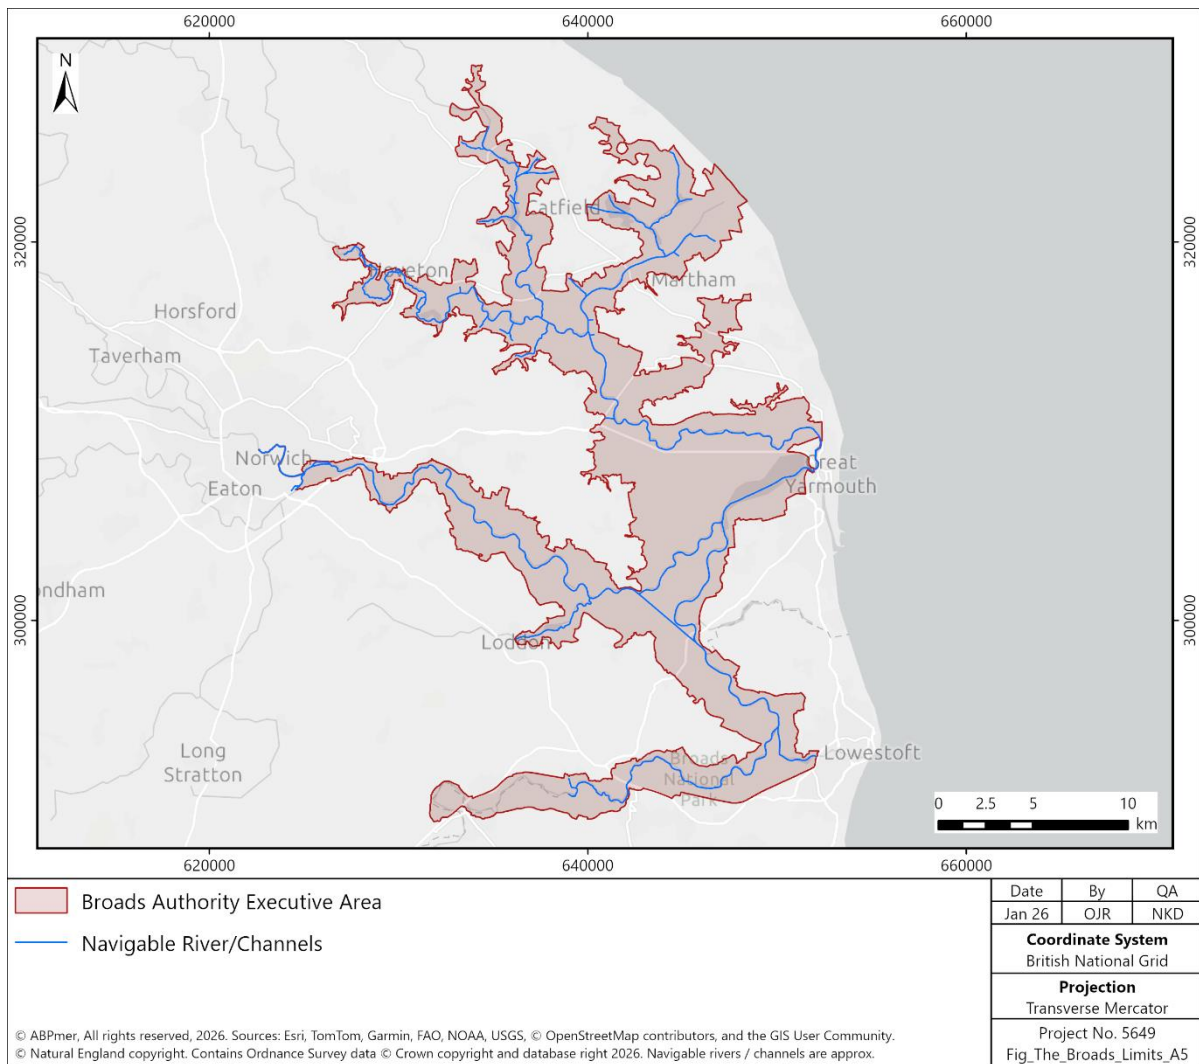 620000 640000 660000
N
320000
320000
Catfield
Martham
Horsford
Taverham
Norwich
Eaton
Great
Yarmouth
300000
300000
Loddon
Long
Stratton
Lowestoft
Broads
National
Park
0 2.5 5 10
km
620000 640000 660000
Broads Authority Executive Area
Navigable River/Channels
Date By QA
Jan 26 OJR NKD
Coordinate System
British National Grid
Projection
Transverse Mercator
Project No. 5649
Fig_The_Broads_Limits_A5
© ABPmer, All rights reserved, 2026. Sources: Esri, TomTom, Garmin, FAO, NOAA, USGS, © OpenStreetMap contributors, and the GIS User Community.
© Natural England copyright. Contains Ordnance Survey data © Crown copyright and database right 2026. Navigable rivers / channels are approx.